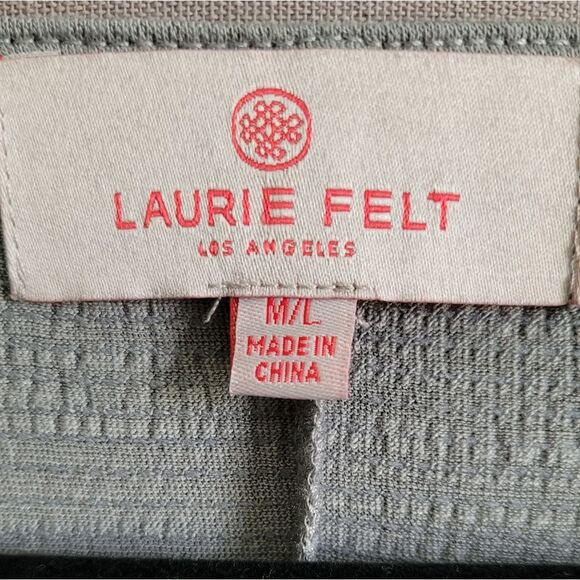 LAURIE FELT
LOS ANGELES
M/L
MADE IN
CHINA